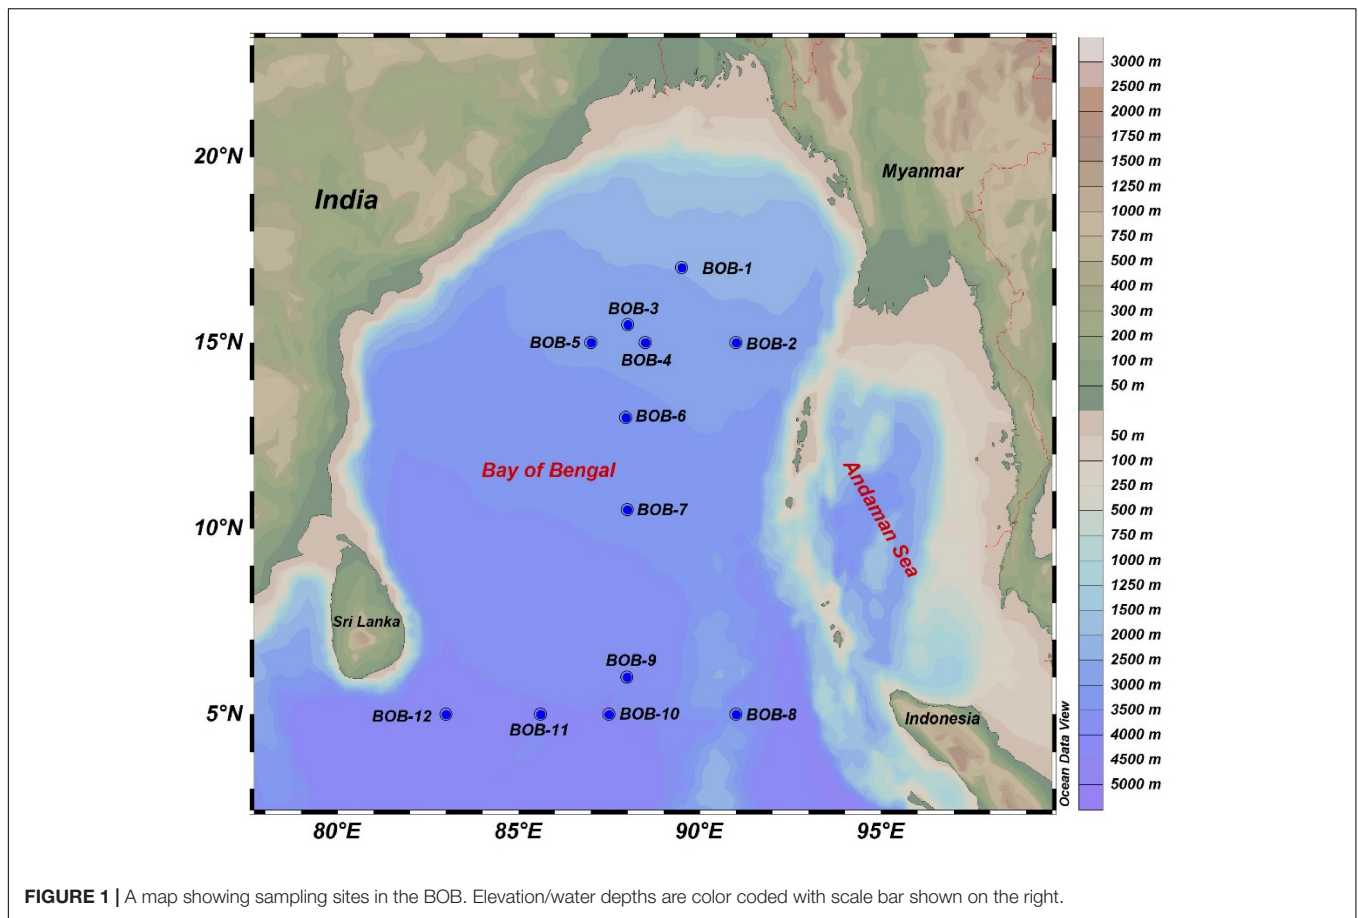 20°N
15°N
10°N
5°N
80°E
85°E
90°E
95°E
India
Myanmar
BOB-1
BOB-3
BOB-5
BOB-4
BOB-2
BOB-6
Bay of Bengal
Andaman Sea
BOB-7
Sri Lanka
BOB-9
BOB-12
BOB-11
BOB-10
BOB-8
Indonesia
Ocean Data View
3000 m
2500 m
2000 m
1750 m
1500 m
1250 m
1000 m
750 m
500 m
400 m
300 m
200 m
100 m
50 m
50 m
100 m
250 m
500 m
750 m
1000 m
1250 m
1500 m
2000 m
2500 m
3000 m
3500 m
4000 m
4500 m
5000 m
FIGURE 1 | A map showing sampling sites in the BOB. Elevation/water depths are color coded with scale bar shown on the right.